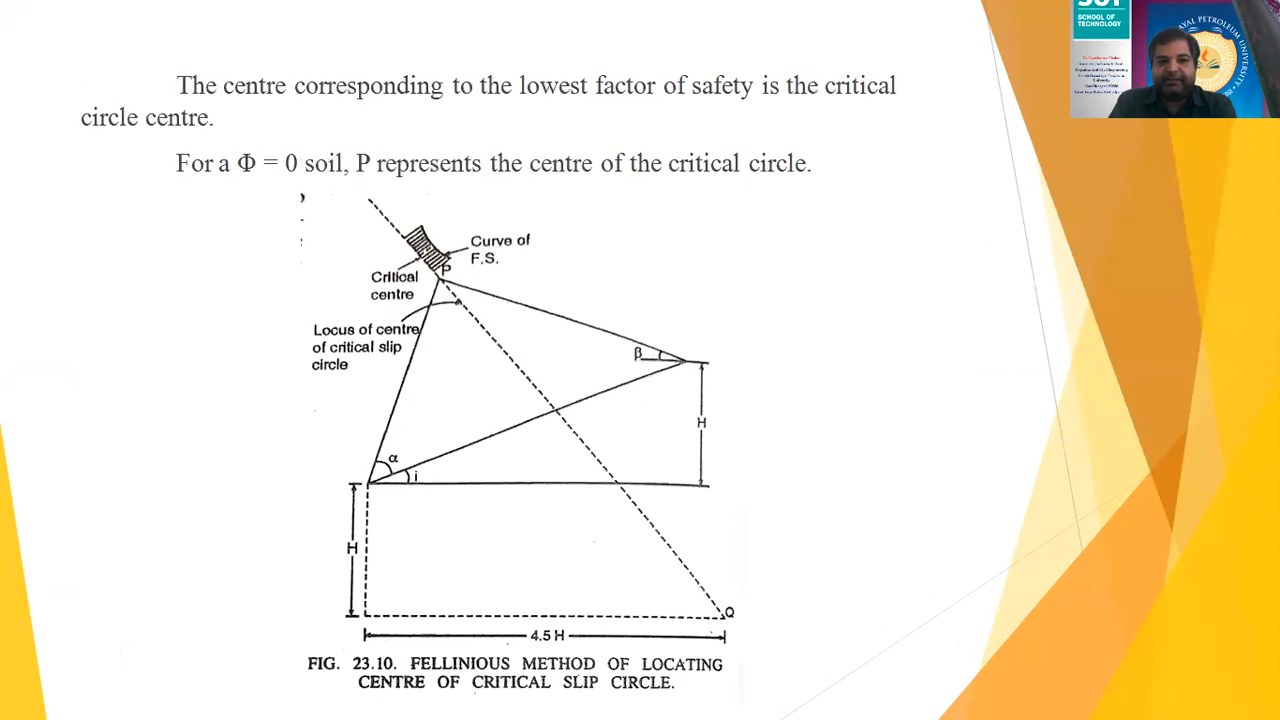 SCHOOL OF
TECHNOLOGY
The centre corresponding to the lowest factor of safety is the critical
circle centre.
For a Φ = 0 soil, P represents the centre of the critical circle.
Curve of
F.S.
P
Critical
centre
Locus of centre
of critical slip
circle
β
H
α
i
H
Q
4.5 H
FIG. 23.10. FELLINIOUS METHOD OF LOCATING
CENTRE OF CRITICAL SLIP CIRCLE.